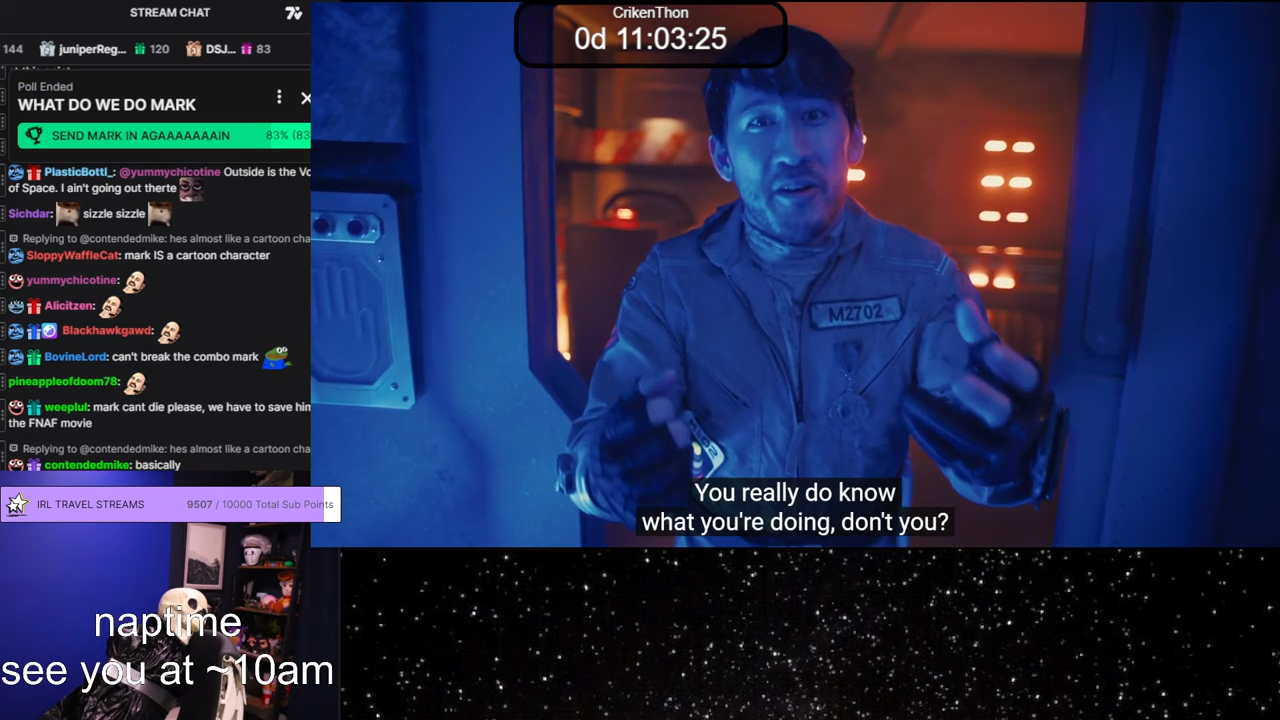 STREAM CHAT
144 juniperReg... 120 DSJ... 83
Poll Ended
WHAT DO WE DO MARK
SEND MARK IN AGAAAAAAAIN 83% (83
PlasticBottl_: @yummychicotine Outside is the Vo
of Space. I ain't going out therte
Sichdar: sizzle sizzle
Replying to @contendedmike: hes almost like a cartoon cha
SloppyWaffleCat: mark IS a cartoon character
yummychicotine:
Alicitzen:
Blackhawkgawd:
BovineLord: can't break the combo mark
pineappleofdoom78:
weeplul: mark cant die please, we have to save him
the FNAF movie
Replying to @contendedmike: hes almost like a cartoon cha
contendedmike: basically
IRL TRAVEL STREAMS 9507 / 10000 Total Sub Points
naptime
see you at ~10am
CrikenThon
0d 11:03:25
M2702
You really do know
what you're doing, don't you?